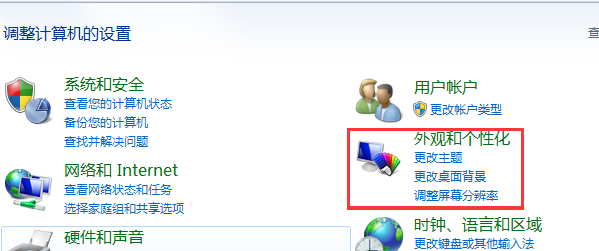 调整计算机的设置
查
系统和安全
查看您的计算机状态
备份您的计算机
查找并解决问题
网络和 Internet
查看网络状态和任务
选择家庭组和共享选项
硬件和声音
用户帐户
更改帐户类型
外观和个性化
更改主题
更改桌面背景
调整屏幕分辨率
时钟、语言和区域
更改键盘或其他输入法